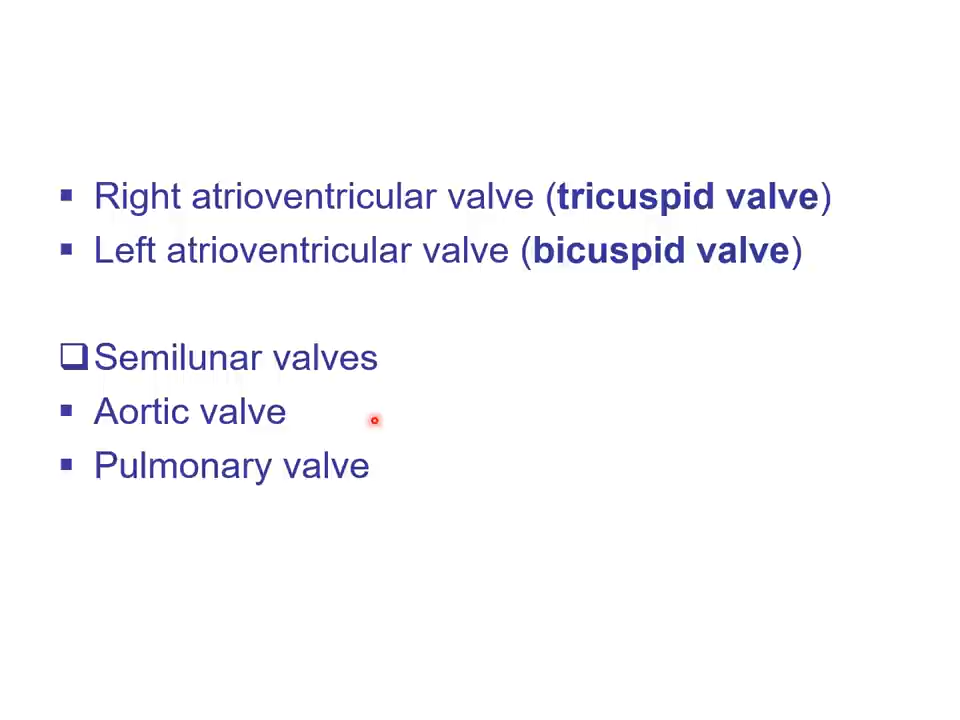 ▪ Right atrioventricular valve (tricuspid valve)
▪ Left atrioventricular valve (bicuspid valve)
❑ Semilunar valves
▪ Aortic valve
▪ Pulmonary valve